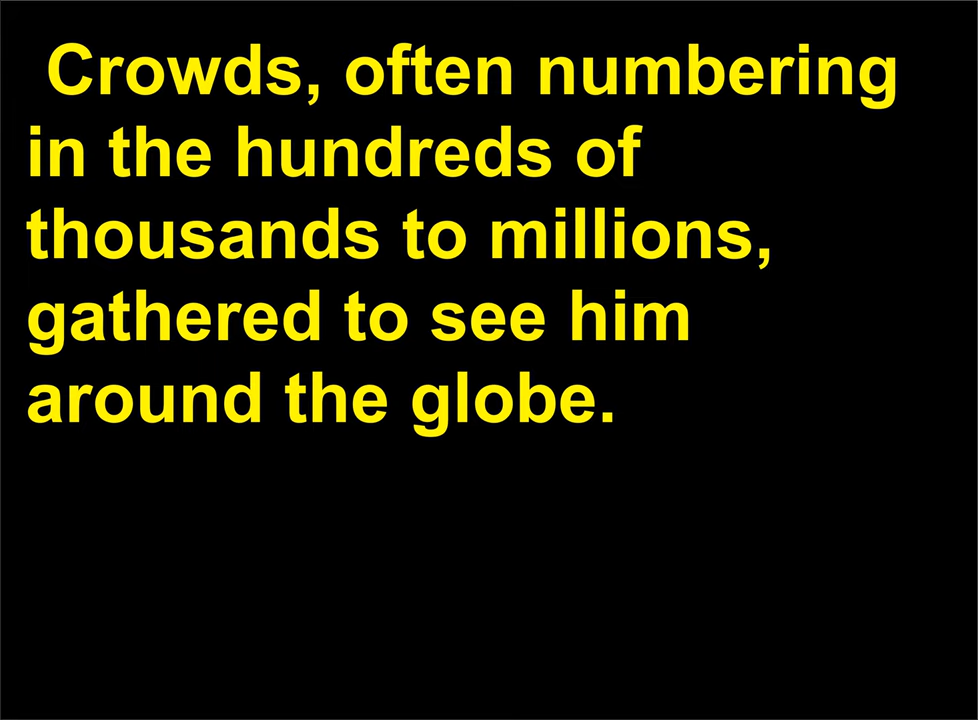 Crowds, often numbering
in the hundreds of
thousands to millions,
gathered to see him
around the globe.